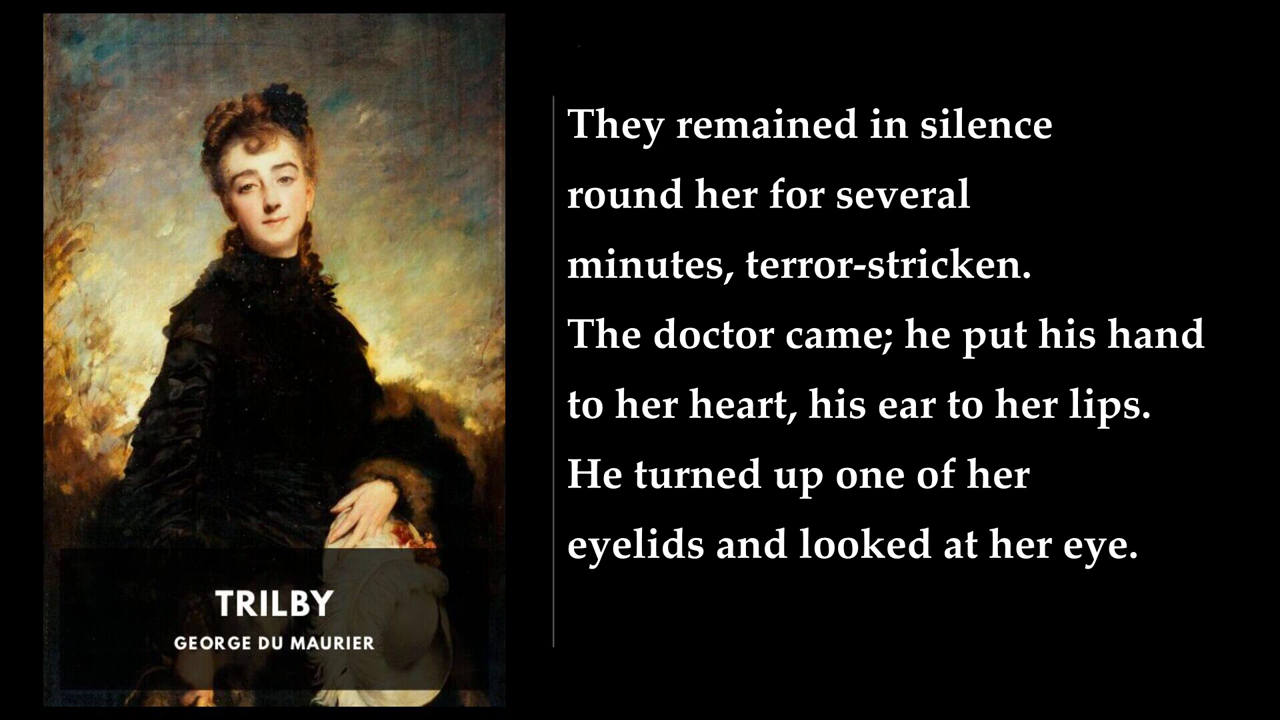 TRILBY
GEORGE DU MAURIER
They remained in silence
round her for several
minutes, terror-stricken.
The doctor came; he put his hand
to her heart, his ear to her lips.
He turned up one of her
eyelids and looked at her eye.